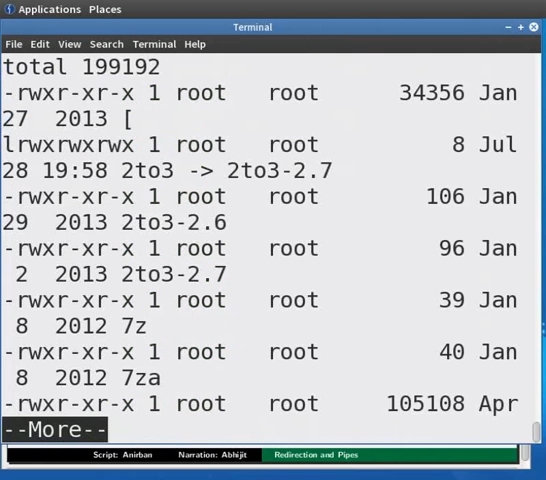 Applications Places
Terminal
File Edit View Search Terminal Help
total 199192
-rwxr-xr-x 1 root   root      34356 Jan
27  2013 [
lrwxrwxrwx 1 root   root          8 Jul
28 19:58 2to3 -> 2to3-2.7
-rwxr-xr-x 1 root   root        106 Jan
29  2013 2to3-2.6
-rwxr-xr-x 1 root   root         96 Jan
 2  2013 2to3-2.7
-rwxr-xr-x 1 root   root         39 Jan
 8  2012 7z
-rwxr-xr-x 1 root   root         40 Jan
 8  2012 7za
-rwxr-xr-x 1 root   root     105108 Apr
--More--
Script: Anirban Narration: Abhijit Redirection and Pipes